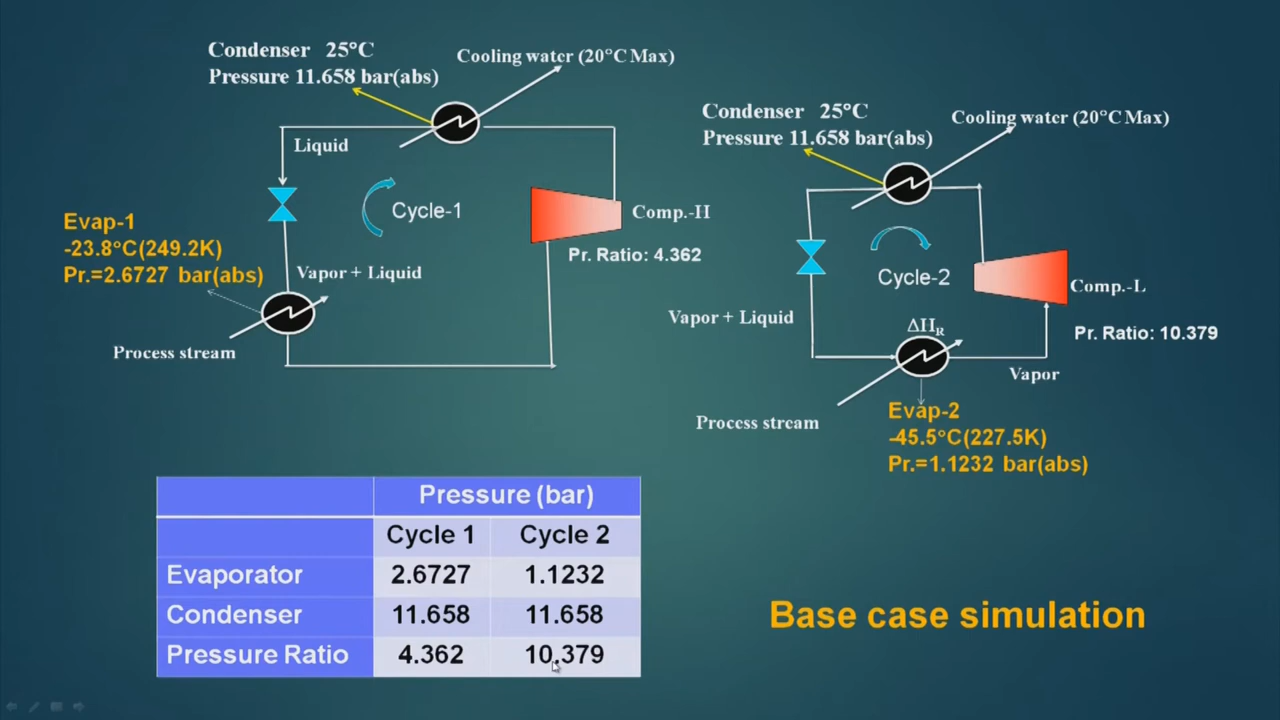 Condenser 25°C
Pressure 11.658 bar(abs)
Cooling water (20°C Max)
Liquid
Cycle-1
Comp.-H
Pr. Ratio: 4.362
Evap-1
-23.8°C(249.2K)
Pr.=2.6727 bar(abs)
Vapor + Liquid
Process stream
Condenser 25°C
Pressure 11.658 bar(abs)
Cooling water (20°C Max)
Cycle-2
Comp.-L
Pr. Ratio: 10.379
Vapor + Liquid
ΔHR
Vapor
Process stream
Evap-2
-45.5°C(227.5K)
Pr.=1.1232 bar(abs)
Pressure (bar)
Cycle 1 Cycle 2
Evaporator 2.6727 1.1232
Condenser 11.658 11.658
Pressure Ratio 4.362 10.379
Base case simulation